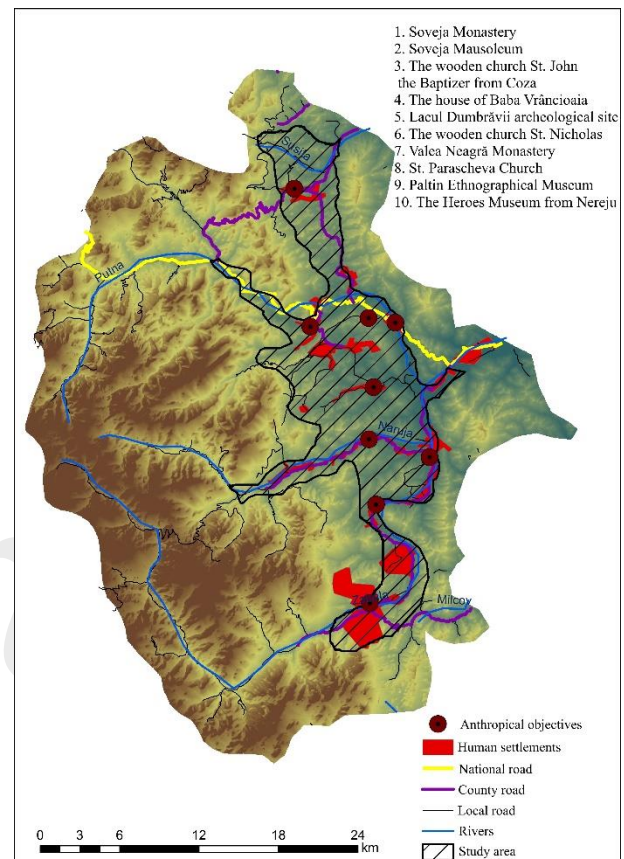 1. Soveja Monastery
2. Soveja Mausoleum
3. The wooden church St. John
the Baptizer from Coza
4. The house of Baba Vrâncioaia
5. Lacul Dumbrăvii archeological site
6. The wooden church St. Nicholas
7. Valea Neagră Monastery
8. St. Parascheva Church
9. Paltin Ethnographical Museum
10. The Heroes Museum from Nereju
Susita
Putna
Naruja
Milcov
Anthropical objectives
Human settlements
National road
County road
Local road
Rivers
Study area
0 3 6 12 18 24
km